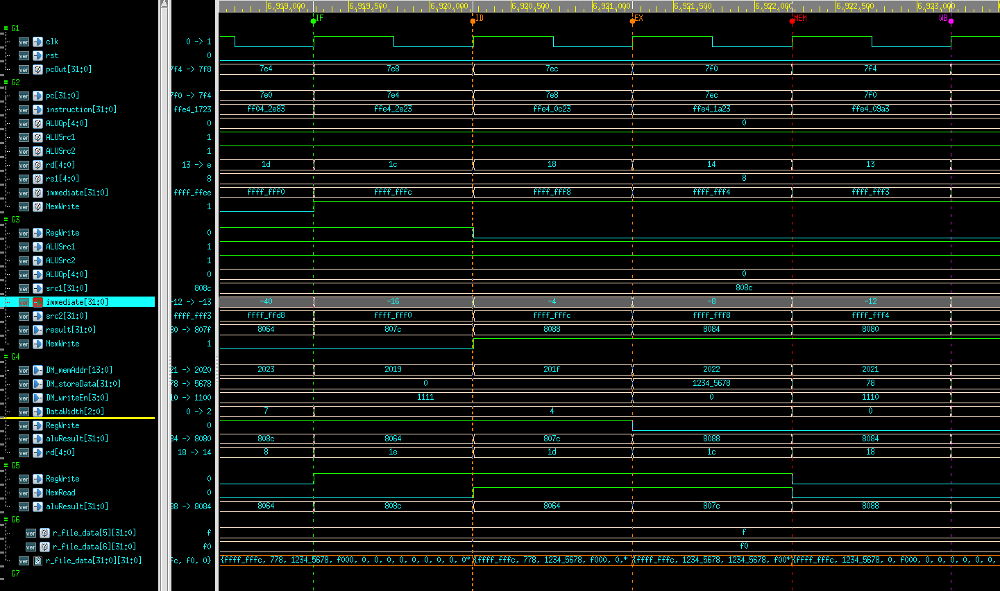 6,919,000 6,919,500 6,920,000 6,920,500 6,921,000 6,921,500 6,922,000 6,922,500 6,923,000
IF ID EX MEM WB
G1
ver clk 0 -> 1
ver rst 0
ver pcOut[31:0] 7f4 -> 7f8 7e4 7e8 7ec 7f0 7f4
G2
ver pc[31:0] 7f0 -> 7f4 7e0 7e4 7e8 7ec 7f0
ver instruction[31:0] ffe4_1723 ff04_2e83 ffe4_2e23 ffe4_0c23 ffe4_1a23 ffe4_09a3
ver ALUOp[4:0] 0 0
ver ALUSrc1 1
ver ALUSrc2 1
ver rd[4:0] 13 -> e 1d 1c 18 14 13
ver rs1[4:0] 8 8
ver immediate[31:0] ffff_ffee ffff_fff0 ffff_fffc ffff_fff8 ffff_fff4 ffff_fff3
ver MemWrite 1
G3
ver RegWrite 0
ver ALUSrc1 1
ver ALUSrc2 1
ver ALUOp[4:0] 0 0
ver src1[31:0] 808c 808c
ver immediate[31:0] -12 -> -13 -40 -16 -4 -8 -12
ver src2[31:0] ffff_fff3 ffff_ffd8 ffff_fff0 ffff_fffc ffff_fff8 ffff_fff4
ver result[31:0] 80 -> 807f 8064 807c 8088 8084 8080
ver MemWrite 1
G4
ver DM_memAddr[13:0] 21 -> 2020 2023 2019 201f 2022 2021
ver DM_storeData[31:0] 78 -> 5678 0 1234_5678 78
ver DM_writeEn[3:0] 10 -> 1100 1111 0 1110
ver DataWidth[2:0] 0 -> 2 7 4 0
ver RegWrite 0
ver aluResult[31:0] 84 -> 8080 808c 8064 807c 8088 8084
ver rd[4:0] 18 -> 14 8 1e 1d 1c 18
G5
ver RegWrite 0
ver MemRead 0
ver aluResult[31:0] 88 -> 8084 8064 808c 8064 807c 8088
G6
ver r_file_data[5][31:0] f f
ver r_file_data[6][31:0] f0 f0
ver r_file_data[31:0][31:0] fc, f0, 0} {ffff_fffc, 778, 1234_5678, f000, 0, 0, 0, 0, 0, 0, 0, 0, 0* {ffff_fffc, 778, 1234_5678, f000, 0,* {ffff_fffc, 1234_5678, 1234_5678, f00* {ffff_fffc, 1234_5678, 0, f000, 0, 0, 0, 0, 0, 0,
G7